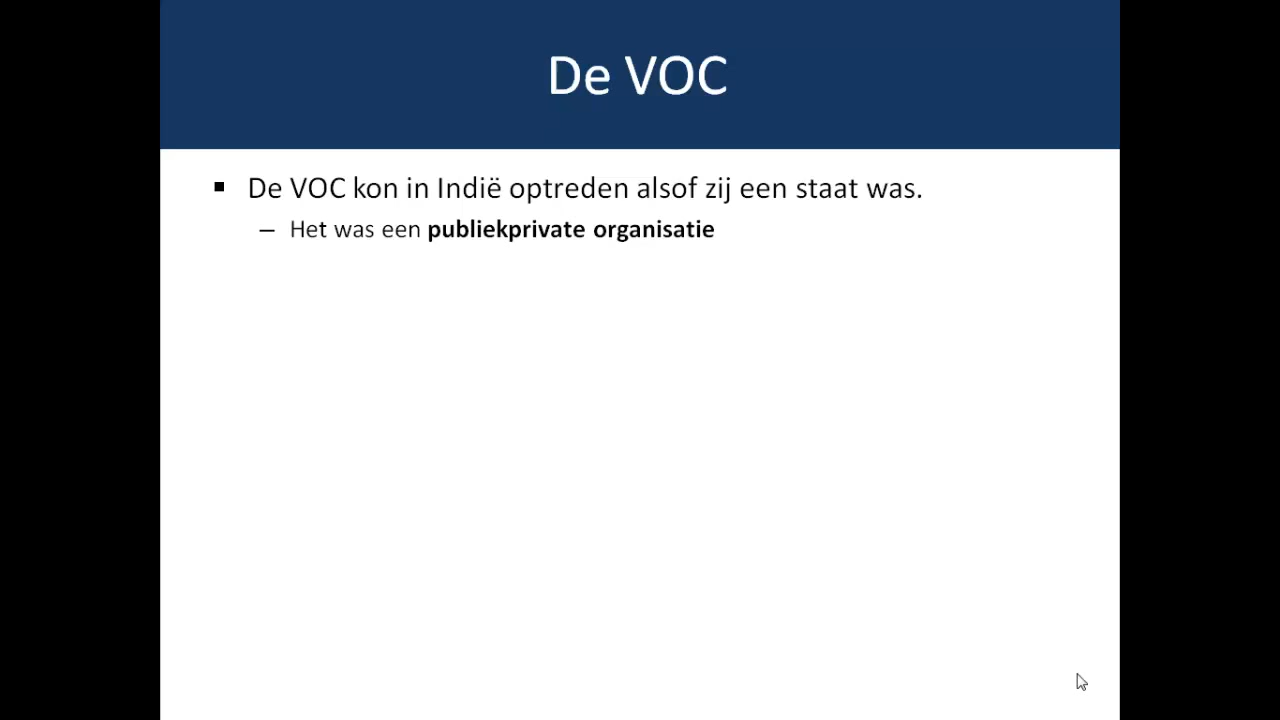 De VOC
▪ De VOC kon in Indië optreden alsof zij een staat was.
– Het was een publiekprivate organisatie